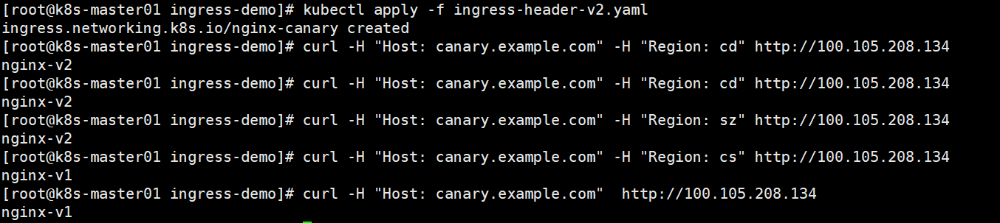 [root@k8s-master01 ingress-demo]# kubectl apply -f ingress-header-v2.yaml
ingress.networking.k8s.io/nginx-canary created
[root@k8s-master01 ingress-demo]# curl -H "Host: canary.example.com" -H "Region: cd" http://100.105.208.134
nginx-v2
[root@k8s-master01 ingress-demo]# curl -H "Host: canary.example.com" -H "Region: cd" http://100.105.208.134
nginx-v2
[root@k8s-master01 ingress-demo]# curl -H "Host: canary.example.com" -H "Region: sz" http://100.105.208.134
nginx-v2
[root@k8s-master01 ingress-demo]# curl -H "Host: canary.example.com" -H "Region: cs" http://100.105.208.134
nginx-v1
[root@k8s-master01 ingress-demo]# curl -H "Host: canary.example.com"  http://100.105.208.134
nginx-v1